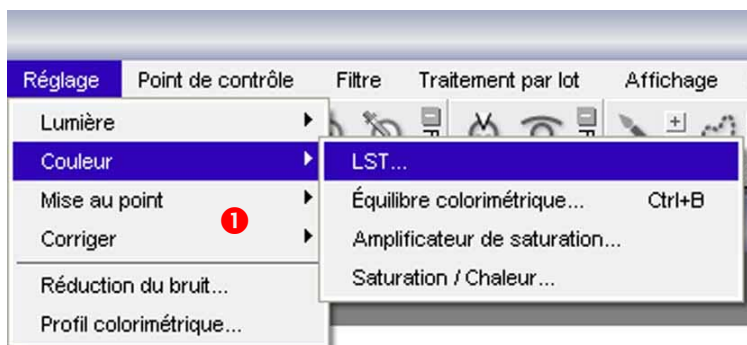 Réglage Point de contrôle Filtre Traitement par lot Affichage
Lumière
Couleur
LST...
Mise au point
Équilibre colorimétrique... Ctrl+B
1
Corriger
Amplificateur de saturation...
Réduction du bruit...
Saturation / Chaleur...
Profil colorimétrique...